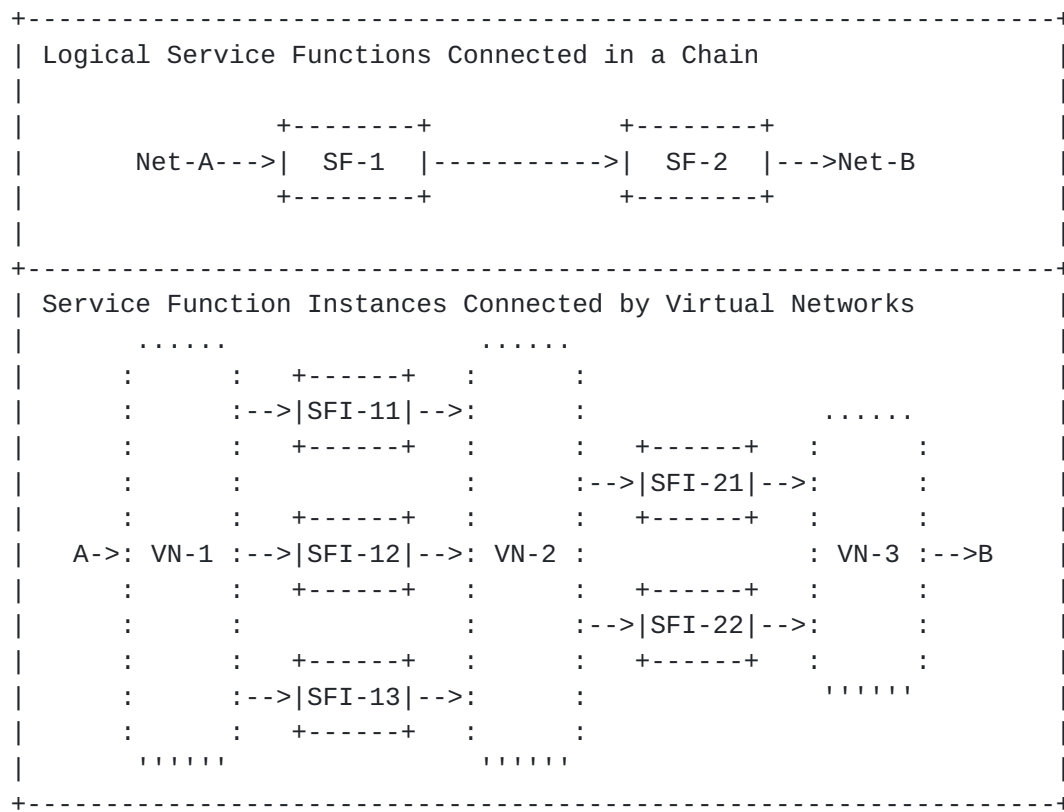 +------------------------------------------------------------------+
| Logical Service Functions Connected in a Chain                   |
|                                                                  |
|                +--------+            +--------+                  |
|       Net-A--->|  SF-1  |----------->|  SF-2  |--->Net-B         |
|                +--------+            +--------+                  |
|                                                                  |
+------------------------------------------------------------------+
| Service Function Instances Connected by Virtual Networks         |
|       ......                ......                               |
|      :      :   +------+   :      :                              |
|      :      :-->|SFI-11|-->:      :               ......         |
|      :      :   +------+   :      :   +------+   :      :        |
|      :      :              :      :-->|SFI-21|-->:      :        |
|      :      :   +------+   :      :   +------+   :      :        |
|   A->: VN-1 :-->|SFI-12|-->: VN-2 :              : VN-3 :-->B    |
|      :      :   +------+   :      :   +------+   :      :        |
|      :      :              :      :-->|SFI-22|-->:      :        |
|      :      :   +------+   :      :   +------+   :      :        |
|      :      :-->|SFI-13|-->:      :               ''''''         |
|      :      :   +------+   :      :                              |
|       ''''''                ''''''                               |
+------------------------------------------------------------------+